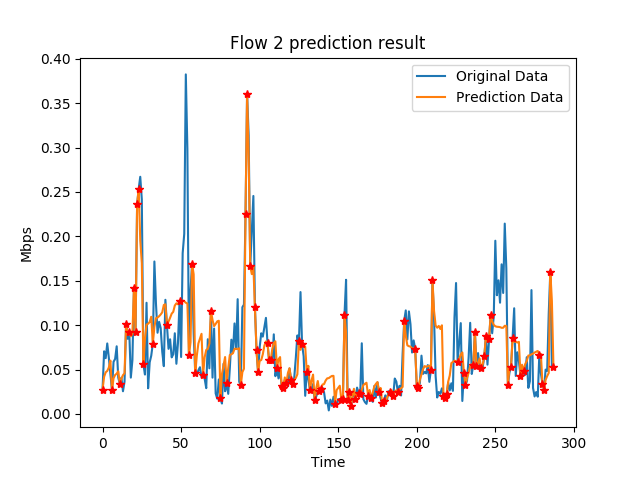 Flow 2 prediction result
Original Data
Prediction Data
0.40
0.35
0.30
0.25
0.20
0.15
0.10
0.05
0.00
Mbps
0 50 100 150 200 250 300
Time